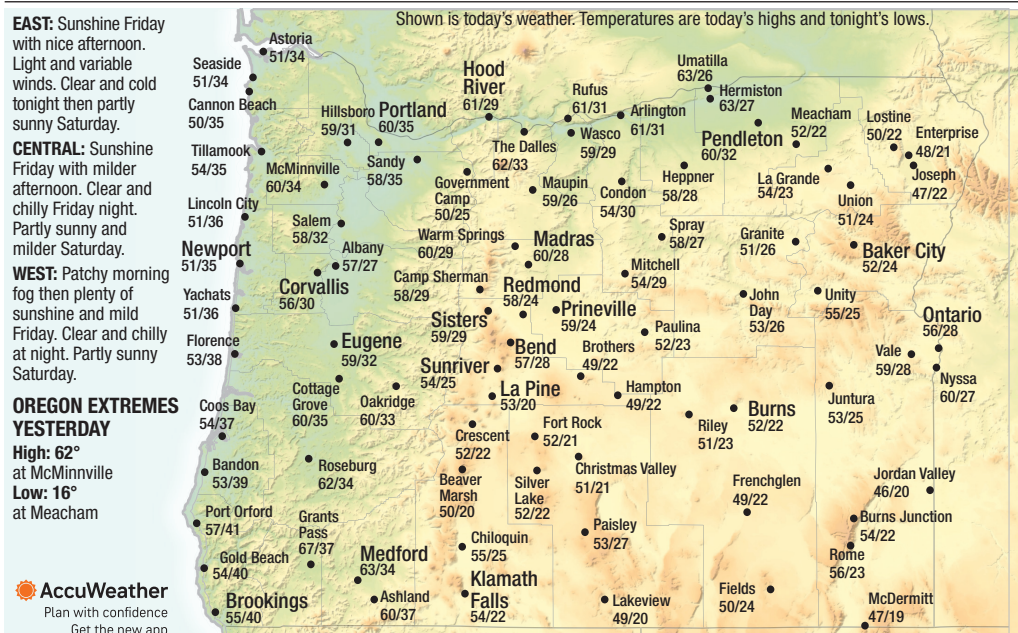 EAST: Sunshine Friday
with nice afternoon.
Light and variable
winds. Clear and cold
tonight then partly
sunny Saturday.
CENTRAL: Sunshine
Friday with milder
afternoon. Clear and
chilly Friday night.
Partly sunny and
milder Saturday.
WEST: Patchy morning
fog then plenty of
sunshine and mild
Friday. Clear and chilly
at night. Partly sunny
Saturday.
OREGON EXTREMES
YESTERDAY
High: 62°
at McMinnville
Low: 16°
at Meacham
AccuWeather
Plan with confidence
Get the new app
Shown is today's weather. Temperatures are today's highs and tonight's lows.
Astoria
51/34
Seaside
51/34
Cannon Beach
50/35
Hillsboro
59/31
Portland
60/35
Hood
River
61/29
Rufus
61/31
Arlington
61/31
Umatilla
63/26
Hermiston
63/27
Meacham
52/22
Lostine
50/22
Enterprise
48/21
Tillamook
54/35
McMinnville
60/34
Sandy
58/35
The Dalles
62/33
Wasco
59/29
Pendleton
60/32
Government
Camp
50/25
Maupin
59/26
Condon
54/30
Heppner
58/28
La Grande
54/23
Union
51/24
Joseph
47/22
Lincoln City
51/36
Salem
58/32
Newport
51/35
Albany
57/27
Corvallis
56/30
Warm Springs
60/29
Madras
60/28
Spray
58/27
Granite
51/26
Baker City
52/24
Camp Sherman
58/29
Redmond
58/24
Mitchell
54/29
Yachats
51/36
Sisters
59/29
Prineville
59/24
John
Day
53/26
Unity
55/25
Ontario
56/28
Florence
53/38
Eugene
59/32
Bend
57/28
Paulina
52/23
Brothers
49/22
Vale
59/28
Nyssa
60/27
Sunriver
54/25
Cottage
Grove
60/35
Oakridge
60/33
La Pine
53/20
Hampton
49/22
Burns
52/22
Juntura
53/25
Coos Bay
54/37
Crescent
52/22
Fort Rock
52/21
Riley
51/23
Bandon
53/39
Roseburg
62/34
Beaver
Marsh
50/20
Silver
Lake
52/22
Christmas Valley
51/21
Frenchglen
49/22
Jordan Valley
46/20
Port Orford
57/41
Grants
Pass
67/37
Chiloquin
55/25
Paisley
53/27
Burns Junction
54/22
Rome
56/23
Gold Beach
54/40
Medford
63/34
Klamath
Falls
54/22
Brookings
55/40
Ashland
60/37
Lakeview
49/20
Fields
50/24
McDermitt
47/19